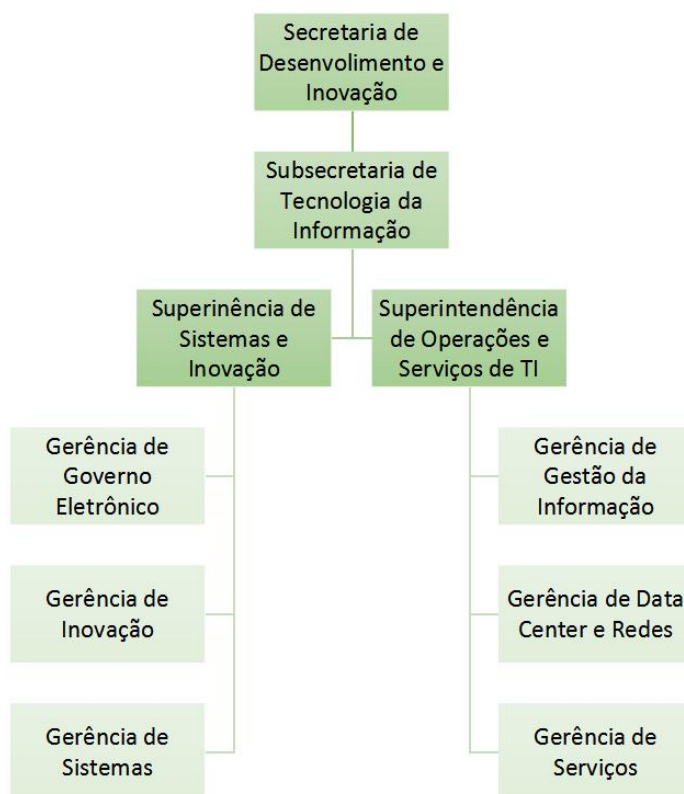 Secretaria de
Desenvolimento e
Inovação
Subsecretaria de
Tecnologia da
Informação
Superinência de
Sistemas e
Inovação
Superintendência
de Operações e
Serviços de TI
Gerência de
Governo
Eletrônico
Gerência de
Inovação
Gerência de
Sistemas
Gerência de
Gestão da
Informação
Gerência de Data
Center e Redes
Gerência de
Serviços